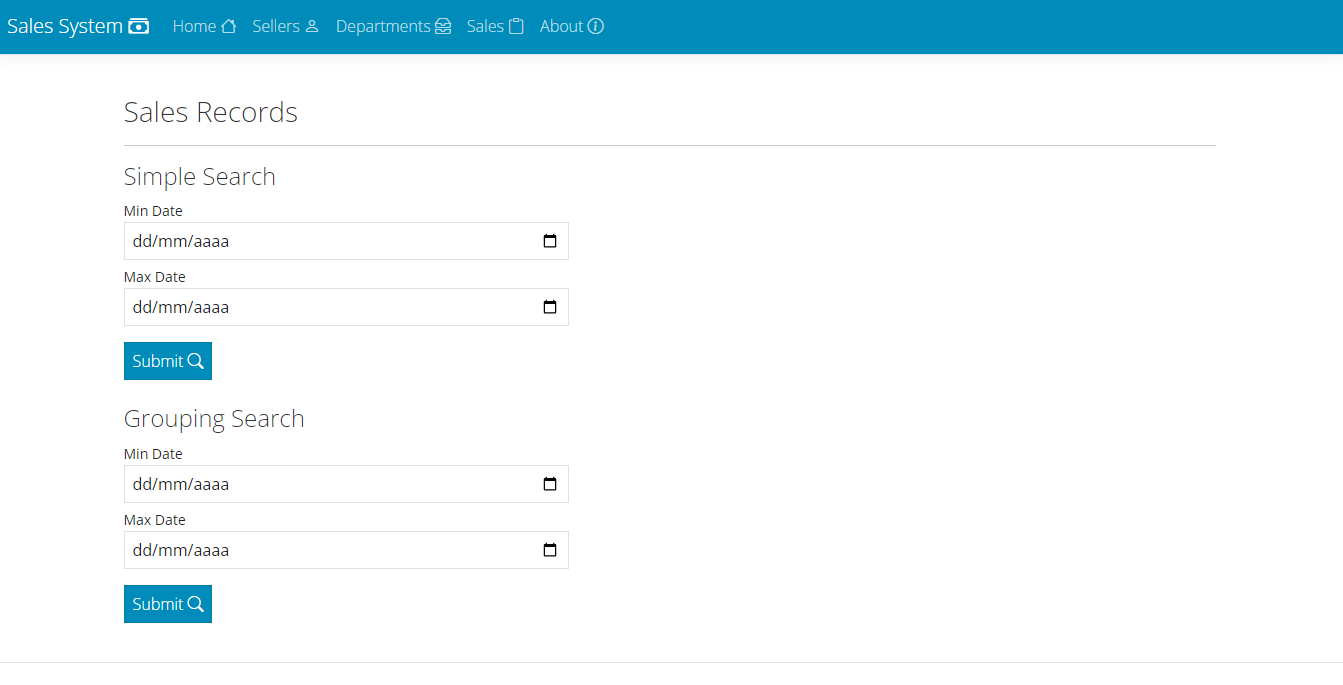 Sales System Home Sellers Departments Sales About
Sales Records
Simple Search
Min Date
dd/mm/aaaa
Max Date
dd/mm/aaaa
Submit
Grouping Search
Min Date
dd/mm/aaaa
Max Date
dd/mm/aaaa
Submit